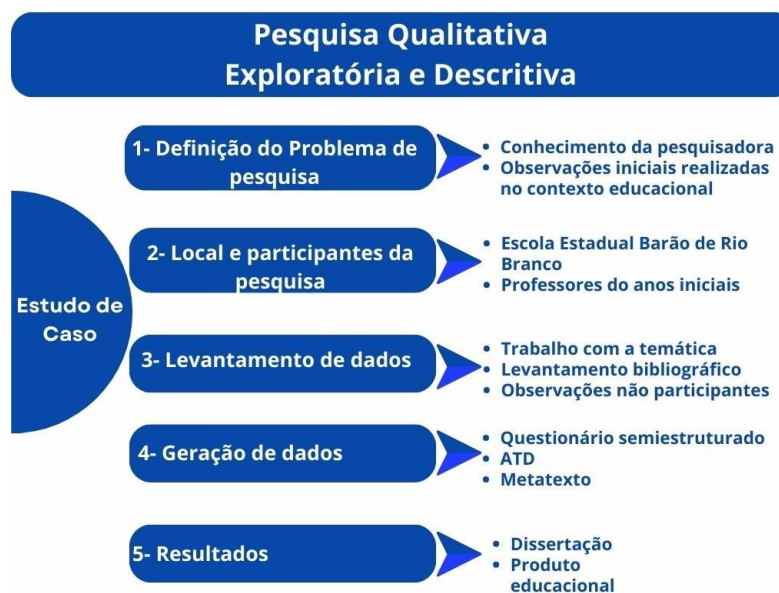 Pesquisa Qualitativa
Exploratória e Descritiva
Estudo de
Caso
1- Definição do Problema de
pesquisa
• Conhecimento da pesquisadora
• Observações iniciais realizadas
no contexto educacional
2- Local e participantes da
pesquisa
• Escola Estadual Barão de Rio
Branco
• Professores do anos iniciais
3- Levantamento de dados
• Trabalho com a temática
• Levantamento bibliográfico
• Observações não participantes
4- Geração de dados
• Questionário semiestruturado
• ATD
• Metatexto
5- Resultados
• Dissertação
• Produto
educacional